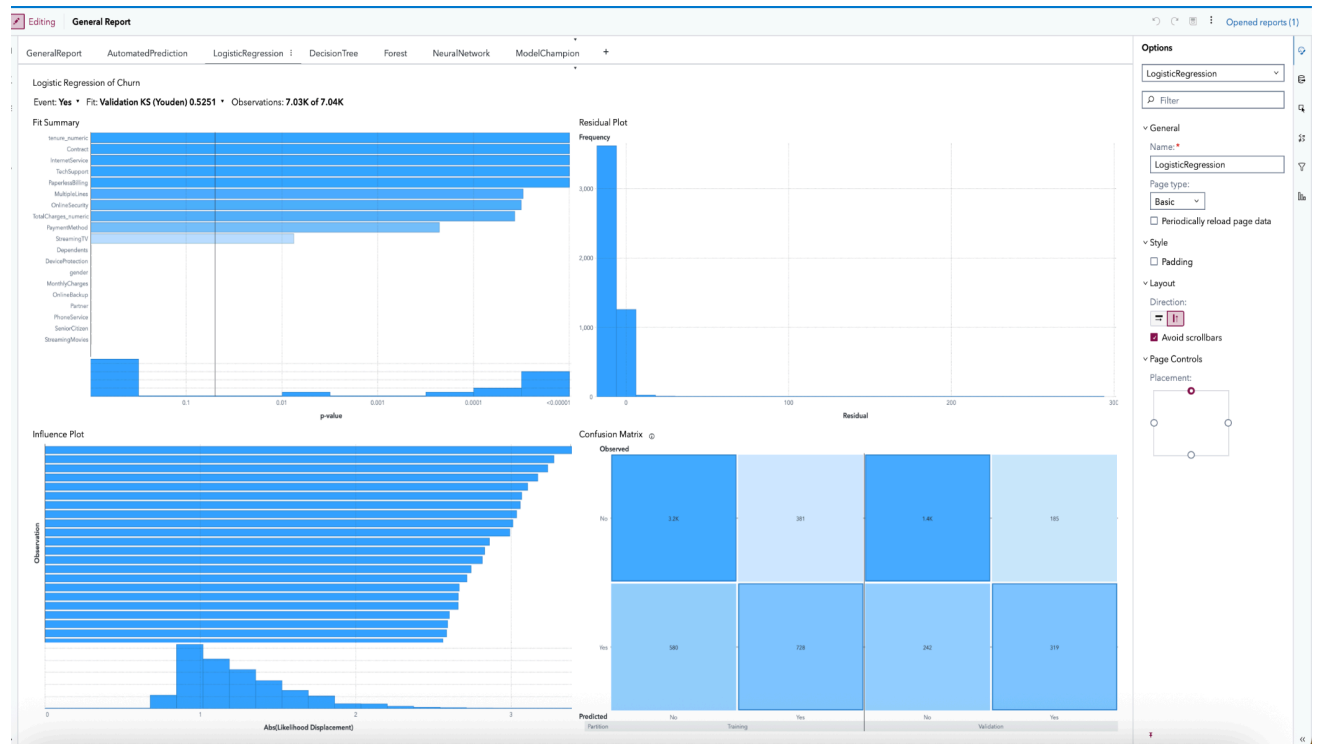 Editing General Report Opened reports (1)
GeneralReport AutomatedPrediction LogisticRegression DecisionTree Forest NeuralNetwork ModelChampion +
Logistic Regression of Churn
Event: Yes Fit: Validation KS (Youden) 0.5251 Observations: 7.03K of 7.04K
Fit Summary
tenure_numeric
Contract
InternetService
TechSupport
PaperlessBilling
MultipleLines
OnlineSecurity
TotalCharges_numeric
PaymentMethod
StreamingTV
Dependents
DeviceProtection
gender
MonthlyCharges
OnlineBackup
Partner
PhoneService
SeniorCitizen
StreamingMovies
0.1 0.01 0.001 0.0001 <0.00001
p-value
Residual Plot
Frequency
3,000
2,000
1,000
0
0 100 200 300
Residual
Influence Plot
Observation
0 1 2 3
Abs(Likelihood Displacement)
Confusion Matrix
Observed
No 3.2K 381 1.4K 185
Yes 580 728 242 319
Predicted No Yes No Yes
Partition Training Validation
Options
LogisticRegression
Filter
General
Name:*
LogisticRegression
Page type:
Basic
Periodically reload page data
Style
Padding
Layout
Direction:
Avoid scrollbars
Page Controls
Placement: